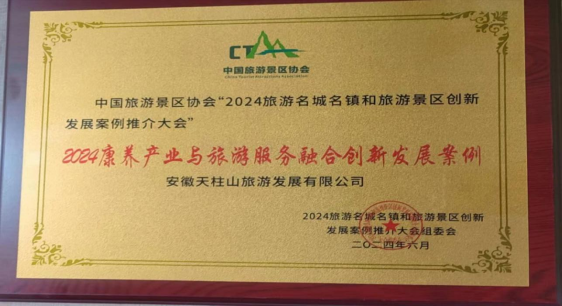 CTAA
中国旅游景区协会
中国旅游景区协会“2024旅游名城名镇和旅游景区创新
发展案例推介大会”
2024康养产业与旅游服务融合创新发展案例
安徽天柱山旅游发展有限公司
2024旅游名城名镇和旅游景区创新
发展案例推介大会组委会
二〇二四年六月